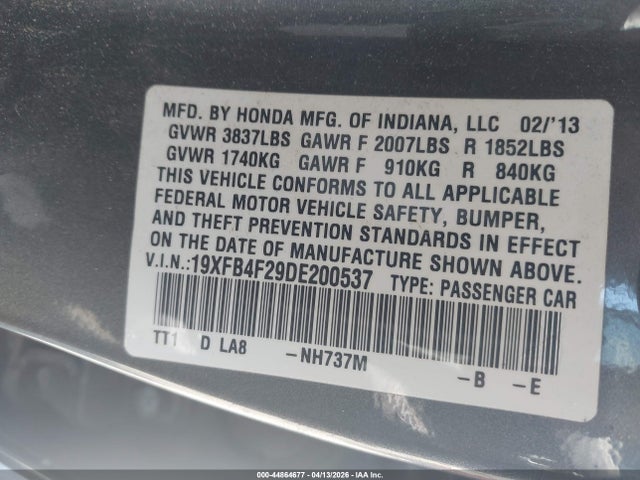 MFD. BY HONDA MFG. OF INDIANA, LLC 02/'13
GVWR 3837LBS GAWR F 2007LBS R 1852LBS
GVWR 1740KG GAWR F 910KG R 840KG
THIS VEHICLE CONFORMS TO ALL APPLICABLE
FEDERAL MOTOR VEHICLE SAFETY, BUMPER,
AND THEFT PREVENTION STANDARDS IN EFFECT
ON THE DATE OF MANUFACTURE SHOWN ABOVE.
V.I.N.:19XFB4F29DE200537 TYPE: PASSENGER CAR
TT1 D LA8 -NH737M -B -E
000-44864677 04/13/2026 IAA Inc.